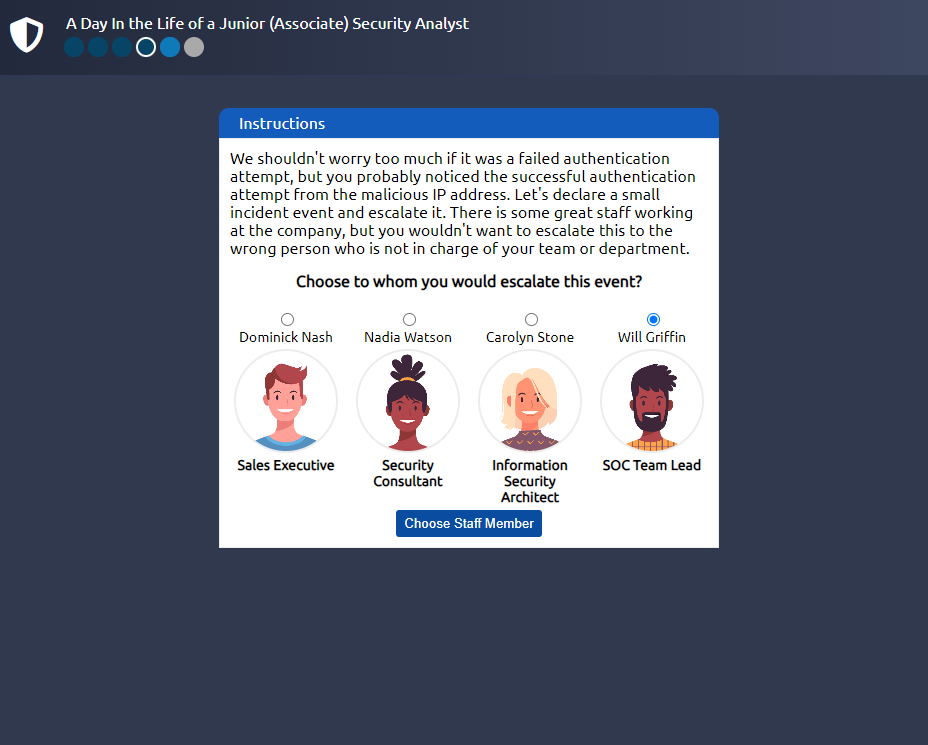 A Day In the Life of a Junior (Associate) Security Analyst
Instructions
We shouldn't worry too much if it was a failed authentication
attempt, but you probably noticed the successful authentication
attempt from the malicious IP address. Let's declare a small
incident event and escalate it. There is some great staff working
at the company, but you wouldn't want to escalate this to the
wrong person who is not in charge of your team or department.
Choose to whom you would escalate this event?
Dominick Nash
Nadia Watson
Carolyn Stone
Will Griffin
Sales Executive
Security
Consultant
Information
Security
Architect
SOC Team Lead
Choose Staff Member